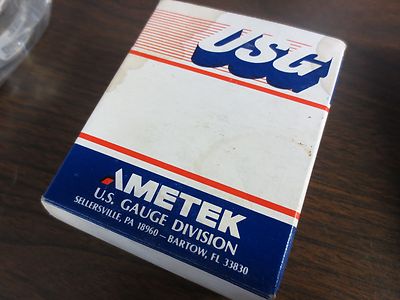 USG
AMETEK
U.S. GAUGE DIVISION
SELLERSVILLE, PA 18960 – BARTOW, FL 33830